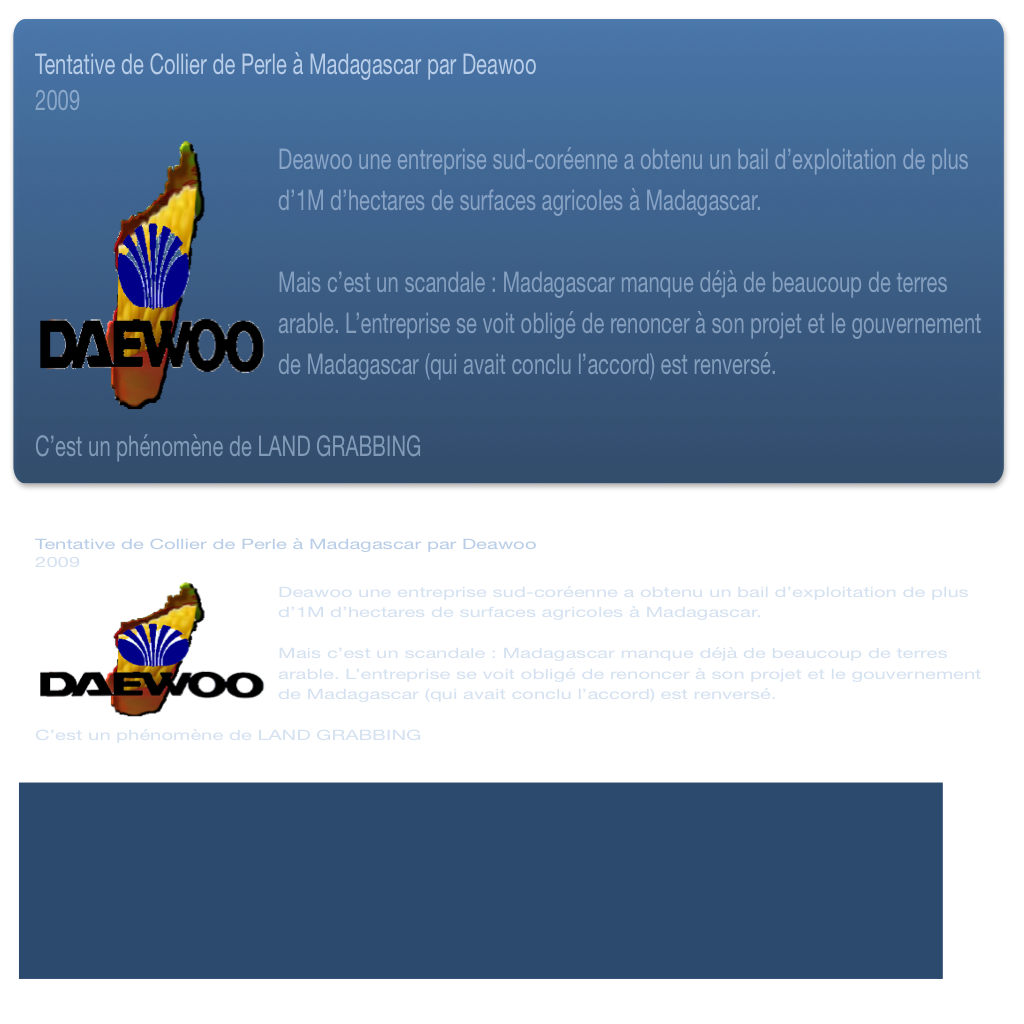 Tentative de Collier de Perle à Madagascar par Deawoo
2009
Deawoo une entreprise sud-coréenne a obtenu un bail d’exploitation de plus
d’1M d’hectares de surfaces agricoles à Madagascar.
Mais c’est un scandale : Madagascar manque déjà de beaucoup de terres
arable. L’entreprise se voit obligé de renoncer à son projet et le gouvernement
de Madagascar (qui avait conclu l’accord) est renversé.
DAEWOO
C’est un phénomène de LAND GRABBING
Tentative de Collier de Perle à Madagascar par Deawoo
2009
Deawoo une entreprise sud-coréenne a obtenu un bail d’exploitation de plus
d’1M d’hectares de surfaces agricoles à Madagascar.
Mais c’est un scandale : Madagascar manque déjà de beaucoup de terres
arable. L’entreprise se voit obligé de renoncer à son projet et le gouvernement
de Madagascar (qui avait conclu l’accord) est renversé.
DAEWOO
C’est un phénomène de LAND GRABBING